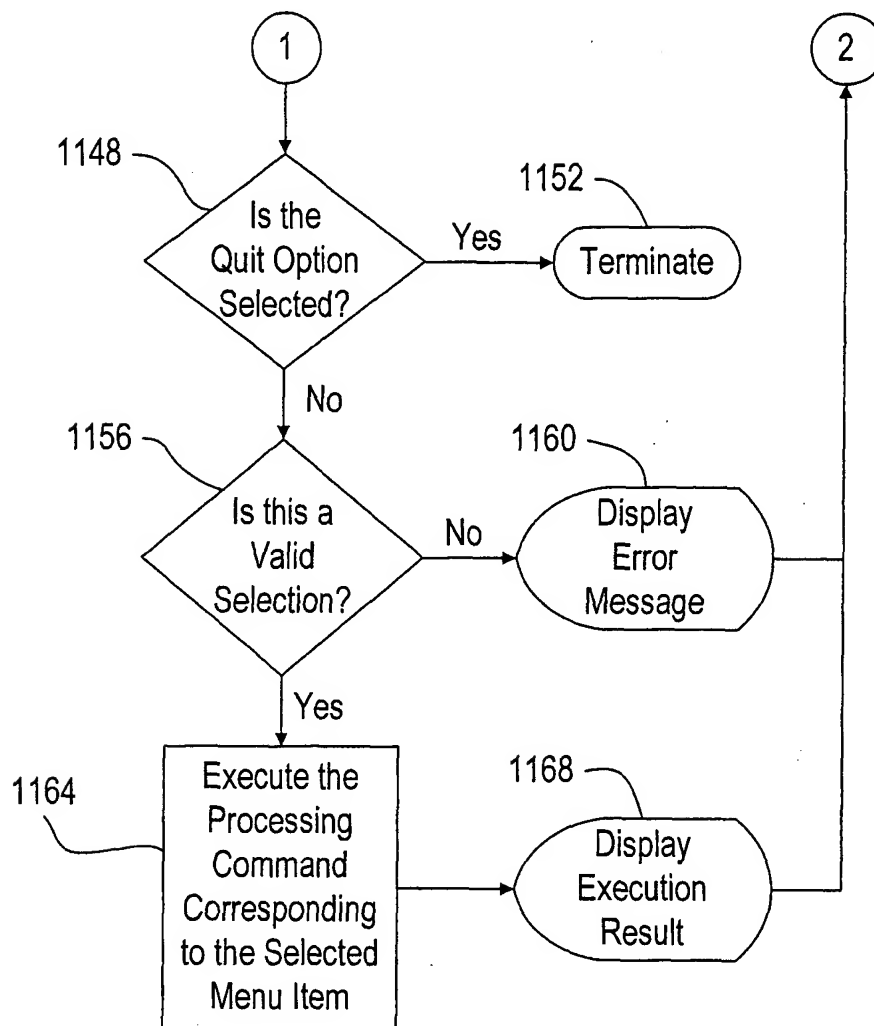 1
2
1148
Is the
Quit Option
Selected?
Yes
1152
Terminate
No
1156
Is this a
Valid
Selection?
No
1160
Display
Error
Message
Yes
1164
Execute the
Processing
Command
Corresponding
to the Selected
Menu Item
1168
Display
Execution
Result